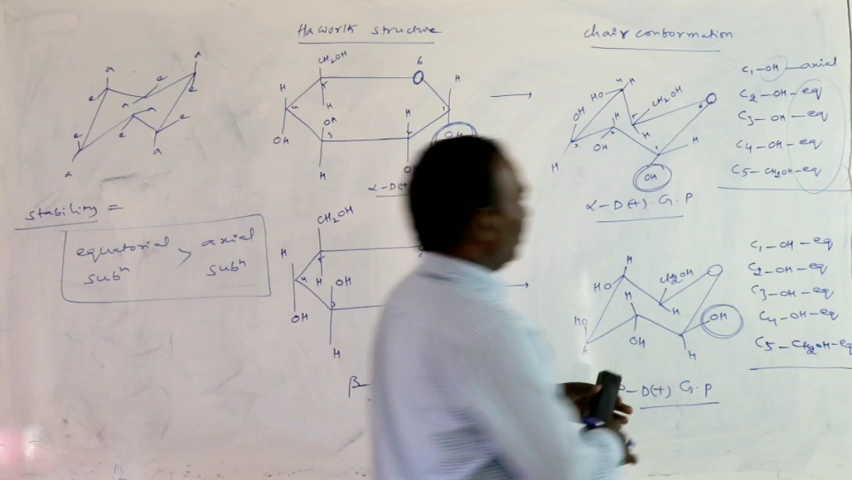 Haworth structure
chair conformation
a
a
a
a
a
a
e
e
e
e
e
e
stability =
equatorial > axial
subn subn
CH2OH
6
H
H
H
4
OH
OH
H
H
OH
α-D(+
CH2OH
H
4
OH
OH
H
β-
H
HO
CH2OH
OH
H
OH
H
H
OH
α-D(+) G.P
C1-OH-axial
C2-OH-eq
C3-OH-eq
C4-OH-eq
C5-CH2OH-eq
H
HO
CH2OH
H
H
HO
H
OH
OH
H
D(+) G.P
C1-OH-eq
C2-OH-eq
C3-OH-eq
C4-OH-eq
C5-CH2OH-eq